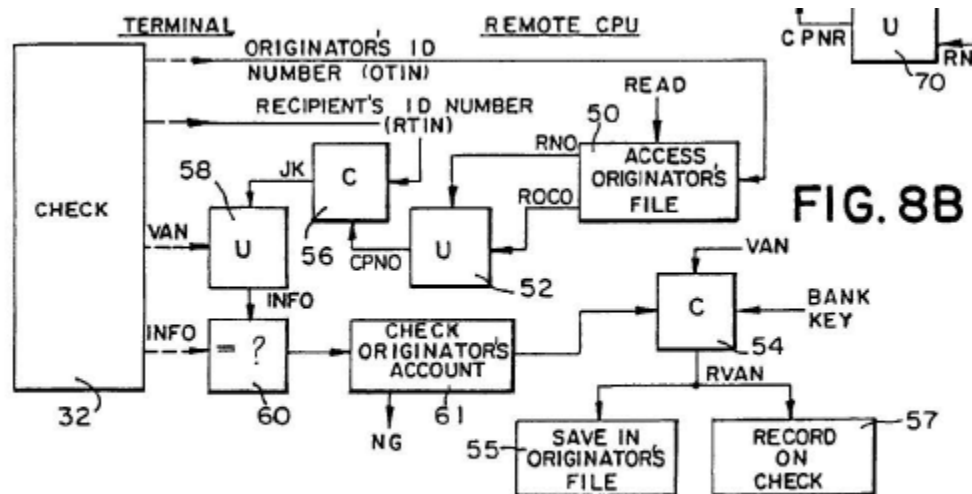 TERMINAL
REMOTE CPU
CPNR
U
70
RN
ORIGINATOR'S ID
NUMBER (OTIN)
RECIPIENT'S ID NUMBER
(RTIN)
READ
50
RNO
ACCESS
ORIGINATOR'S
FILE
ROCO
58
JK
C
56
CHECK
VAN
U
CPNO
U
52
FIG. 8B
VAN
INFO
C
BANK
KEY
54
INFO
= ?
60
CHECK
ORIGINATOR'S
ACCOUNT
61
NG
RVAN
32
55
SAVE IN
ORIGINATOR'S
FILE
57
RECORD
ON
CHECK